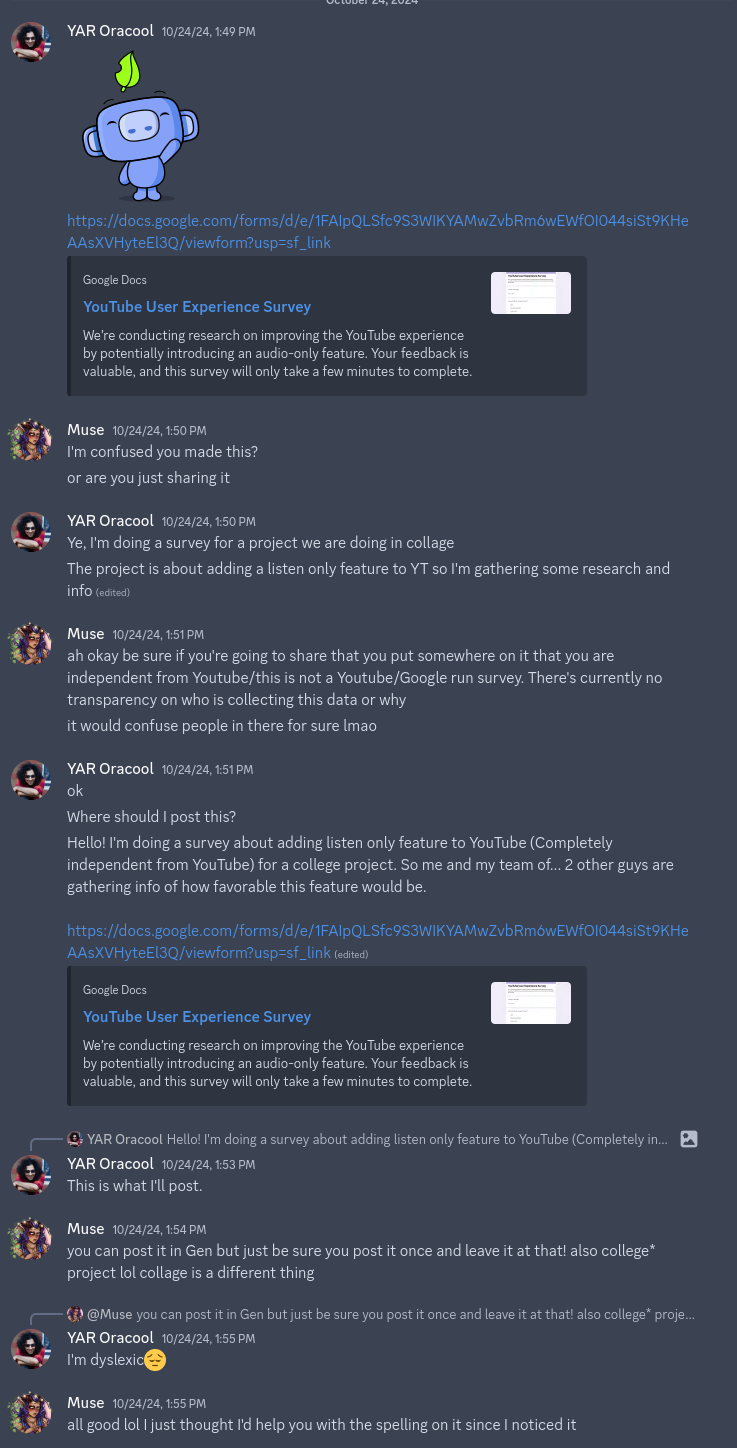 October 24, 2024
YAR Oracool 10/24/24, 1:49 PM
https://docs.google.com/forms/d/e/1FAIpQLSfc9S3WIKYAMwZvbRm6wEWfOI044siSt9KHe
AAsXVHyteEl3Q/viewform?usp=sf_link
Google Docs
YouTube User Experience Survey
We're conducting research on improving the YouTube experience
by potentially introducing an audio-only feature. Your feedback is
valuable, and this survey will only take a few minutes to complete.
Muse 10/24/24, 1:50 PM
I'm confused you made this?
or are you just sharing it
YAR Oracool 10/24/24, 1:50 PM
Ye, I'm doing a survey for a project we are doing in collage
The project is about adding a listen only feature to YT so I'm gathering some research and
info (edited)
Muse 10/24/24, 1:51 PM
ah okay be sure if you're going to share that you put somewhere on it that you are
independent from Youtube/this is not a Youtube/Google run survey. There's currently no
transparency on who is collecting this data or why
it would confuse people in there for sure lmao
YAR Oracool 10/24/24, 1:51 PM
ok
Where should I post this?
Hello! I'm doing a survey about adding listen only feature to YouTube (Completely
independent from YouTube) for a college project. So me and my team of... 2 other guys are
gathering info of how favorable this feature would be.
https://docs.google.com/forms/d/e/1FAIpQLSfc9S3WIKYAMwZvbRm6wEWfOI044siSt9KHe
AAsXVHyteEl3Q/viewform?usp=sf_link (edited)
Google Docs
YouTube User Experience Survey
We're conducting research on improving the YouTube experience
by potentially introducing an audio-only feature. Your feedback is
valuable, and this survey will only take a few minutes to complete.
YAR Oracool Hello! I'm doing a survey about adding listen only feature to YouTube (Completely in...
YAR Oracool 10/24/24, 1:53 PM
This is what I'll post.
Muse 10/24/24, 1:54 PM
you can post it in Gen but just be sure you post it once and leave it at that! also college*
project lol collage is a different thing
@Muse you can post it in Gen but just be sure you post it once and leave it at that! also college* proje...
YAR Oracool 10/24/24, 1:55 PM
I'm dyslexic😔
Muse 10/24/24, 1:55 PM
all good lol I just thought I'd help you with the spelling on it since I noticed it